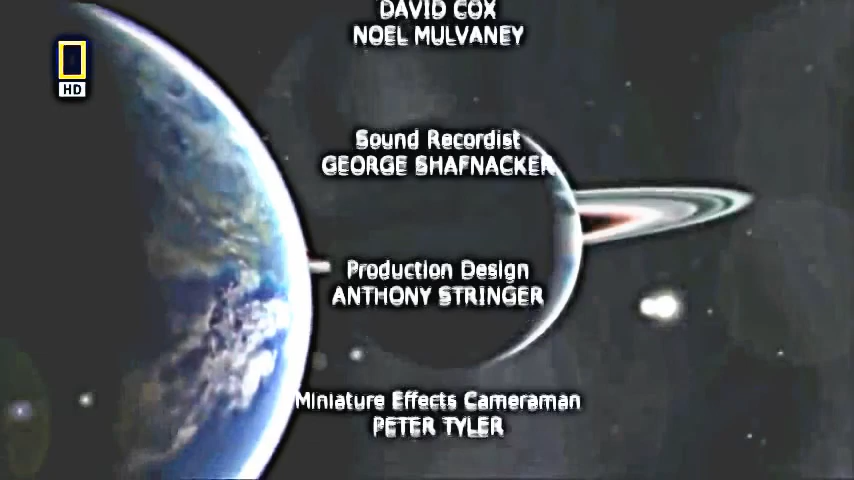 DAVID COX
NOEL MULVANEY
HD
Sound Recordist
GEORGE SHAFNACKER
Production Design
ANTHONY STRINGER
Miniature Effects Cameraman
PETER TYLER